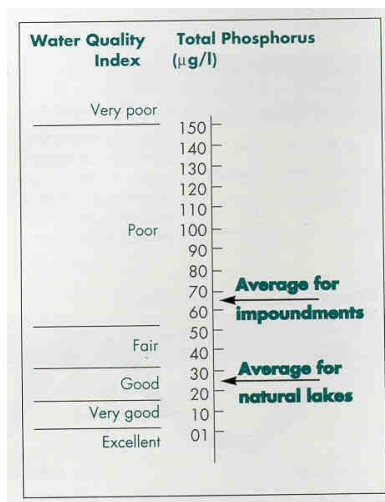 Water Quality Index
Total Phosphorus (µg/l)
Very poor
150
140
130
120
110
Poor
100
90
80
70
Average for impoundments
60
50
Fair
40
30
Average for natural lakes
Good
20
Very good
10
01
Excellent